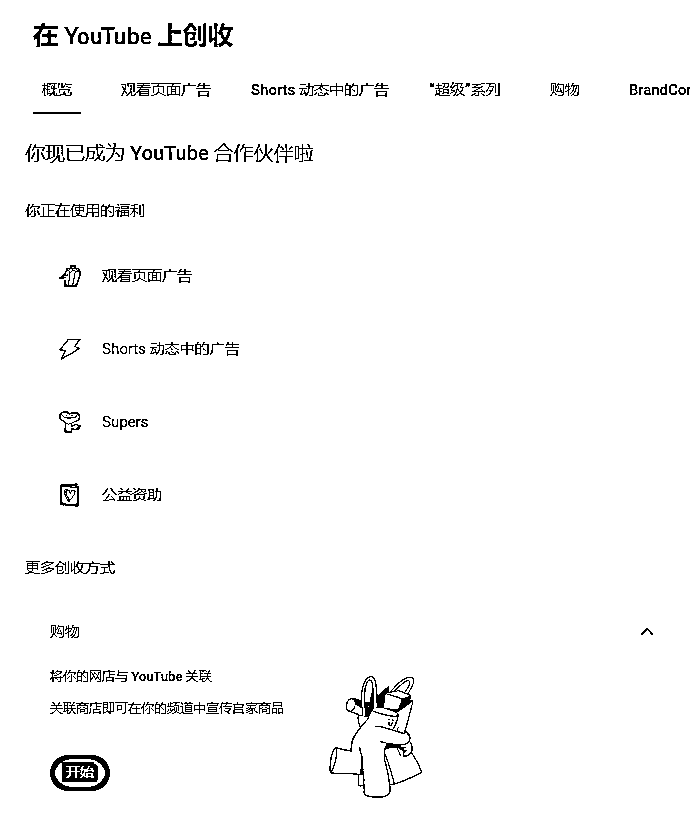 在 YouTube 上创收
概览 观看页面广告 Shorts 动态中的广告 “超级”系列 购物 BrandCon
你现已成为 YouTube 合作伙伴啦
你正在使用的福利
观看页面广告
Shorts 动态中的广告
Supers
公益资助
更多创收方式
购物
将你的网店与 YouTube 关联
关联商店即可在你的频道中宣传自家商品
开始